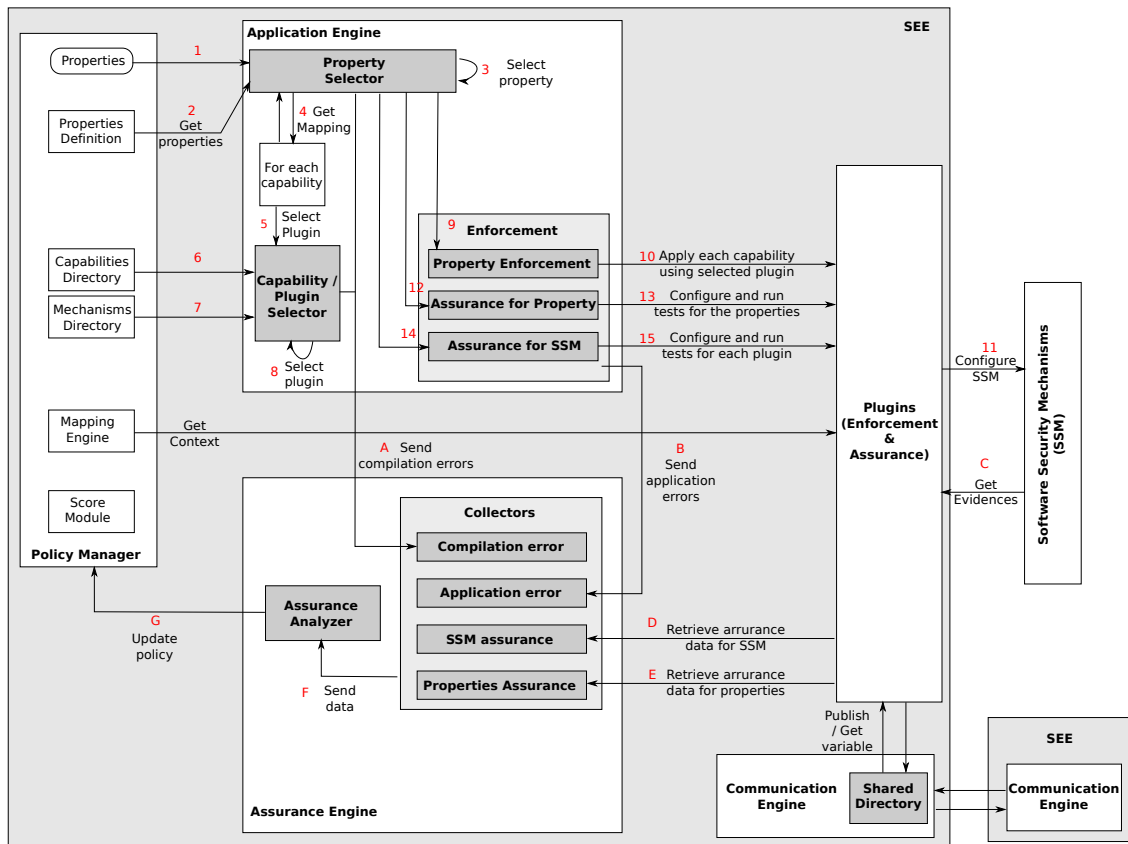 SEE
Application Engine
1
Properties
Property
Selector
3
Select
property
2
Get
properties
Properties
Definition
4
Get
Mapping
For each
capability
5
Select
Plugin
9
Enforcement
6
Capabilities
Directory
Capability /
Plugin
Selector
Property Enforcement
10
Apply each capability
using selected plugin
7
Mechanisms
Directory
12
Assurance for Property
13
Configure and run
tests for the properties
14
Assurance for SSM
15
Configure and run
tests for each plugin
8
Select
plugin
11
Configure
SSM
Software Security Mechanisms
(SSM)
Plugins
(Enforcement
&
Assurance)
Mapping
Engine
Get
Context
A
Send
compilation errors
B
Send
application
errors
C
Get
Evidences
Score
Module
Policy Manager
Collectors
Compilation error
Application error
Assurance
Analyzer
G
Update
policy
SSM assurance
D
Retrieve arrurance
data for SSM
Properties Assurance
E
Retrieve arrurance
data for properties
F
Send
data
Publish
/ Get
variable
Assurance Engine
Communication
Engine
Shared
Directory
SEE
Communication
Engine